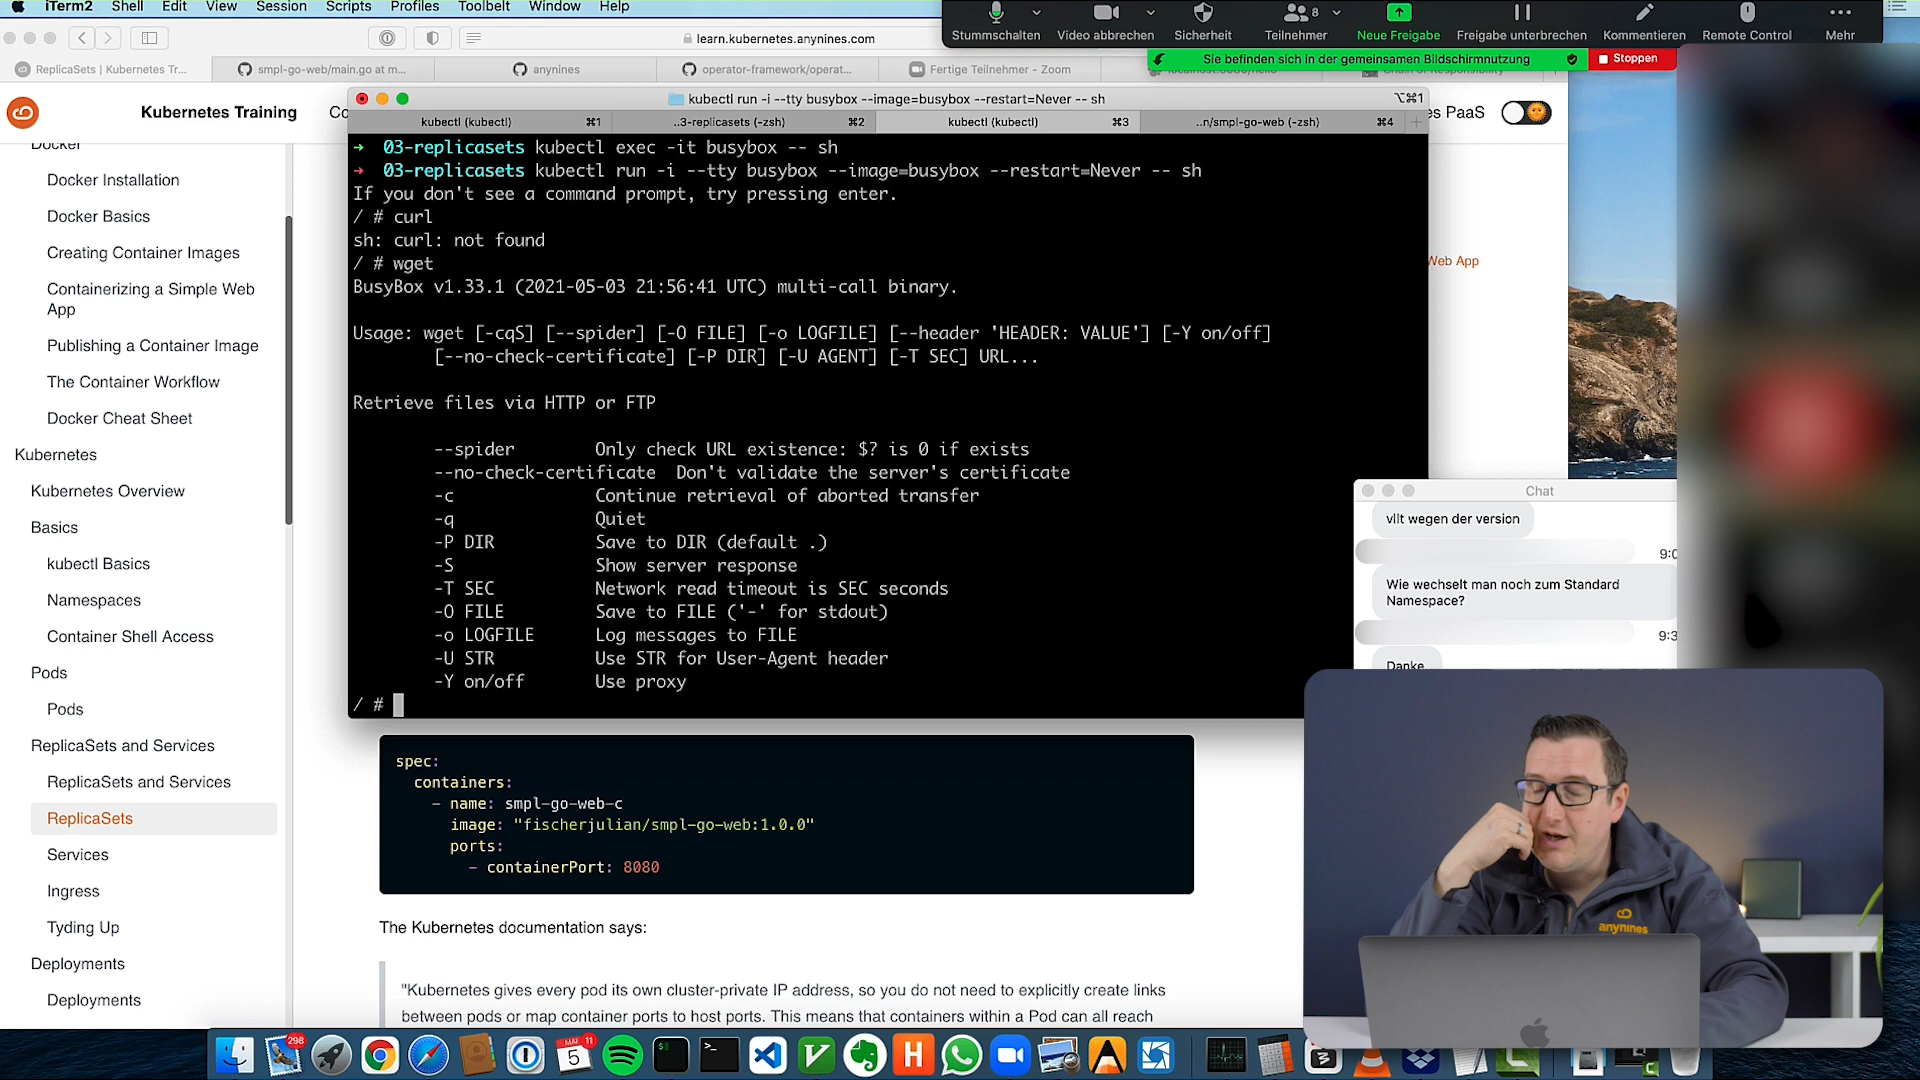 iTerm2 Shell Edit View Session Scripts Profiles Toolbelt Window Help
Stummschalten Video abbrechen Sicherheit Teilnehmer 8 Neue Freigabe Freigabe unterbrechen Kommentieren Remote Control Mehr
learn.kubernetes.anynines.com
Sie befinden sich in der gemeinsamen Bildschirmnutzung Stoppen
ReplicaSets | Kubernetes Tr... smpl-go-web/main.go at m... anynines operator-framework/operat... Fertige Teilnehmer - Zoom
kubectl run -i --tty busybox --image=busybox --restart=Never -- sh ⌥⌘1
Kubernetes Training Co es PaaS
kubectl (kubectl) ⌘1 ..3-replicasets (-zsh) ⌘2 kubectl (kubectl) ⌘3 ..n/smpl-go-web (-zsh) ⌘4
➜ 03-replicasets kubectl exec -it busybox -- sh
➜ 03-replicasets kubectl run -i --tty busybox --image=busybox --restart=Never -- sh
If you don't see a command prompt, try pressing enter.
/ # curl
sh: curl: not found
/ # wget
BusyBox v1.33.1 (2021-05-03 21:56:41 UTC) multi-call binary.
Usage: wget [-cqS] [--spider] [-O FILE] [-o LOGFILE] [--header 'HEADER: VALUE'] [-Y on/off]
[--no-check-certificate] [-P DIR] [-U AGENT] [-T SEC] URL...
Retrieve files via HTTP or FTP
--spider Only check URL existence: $? is 0 if exists
--no-check-certificate Don't validate the server's certificate
-c Continue retrieval of aborted transfer
-q Quiet
-P DIR Save to DIR (default .)
-S Show server response
-T SEC Network read timeout is SEC seconds
-O FILE Save to FILE ('-' for stdout)
-o LOGFILE Log messages to FILE
-U STR Use STR for User-Agent header
-Y on/off Use proxy
/ #
Docker
Docker Installation
Docker Basics
Creating Container Images
Containerizing a Simple Web
App
Publishing a Container Image
The Container Workflow
Docker Cheat Sheet
Kubernetes
Kubernetes Overview
Basics
kubectl Basics
Namespaces
Container Shell Access
Pods
Pods
ReplicaSets and Services
ReplicaSets and Services
ReplicaSets
Services
Ingress
Tyding Up
Deployments
Deployments
Web App
Chat
vllt wegen der version
9:0
Wie wechselt man noch zum Standard
Namespace?
9:3
Danke
spec:
containers:
- name: smpl-go-web-c
image: "fischerjulian/smpl-go-web:1.0.0"
ports:
- containerPort: 8080
The Kubernetes documentation says:
"Kubernetes gives every pod its own cluster-private IP address, so you do not need to explicitly create links
between pods or map container ports to host ports. This means that containers within a Pod can all reach
anynines
298
MAI 11
5